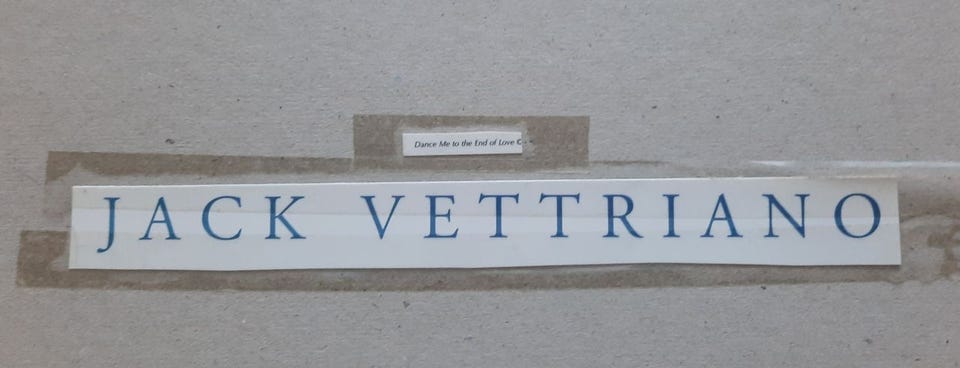 Dance Me to the End of Love ©
JACK VETTRIANO